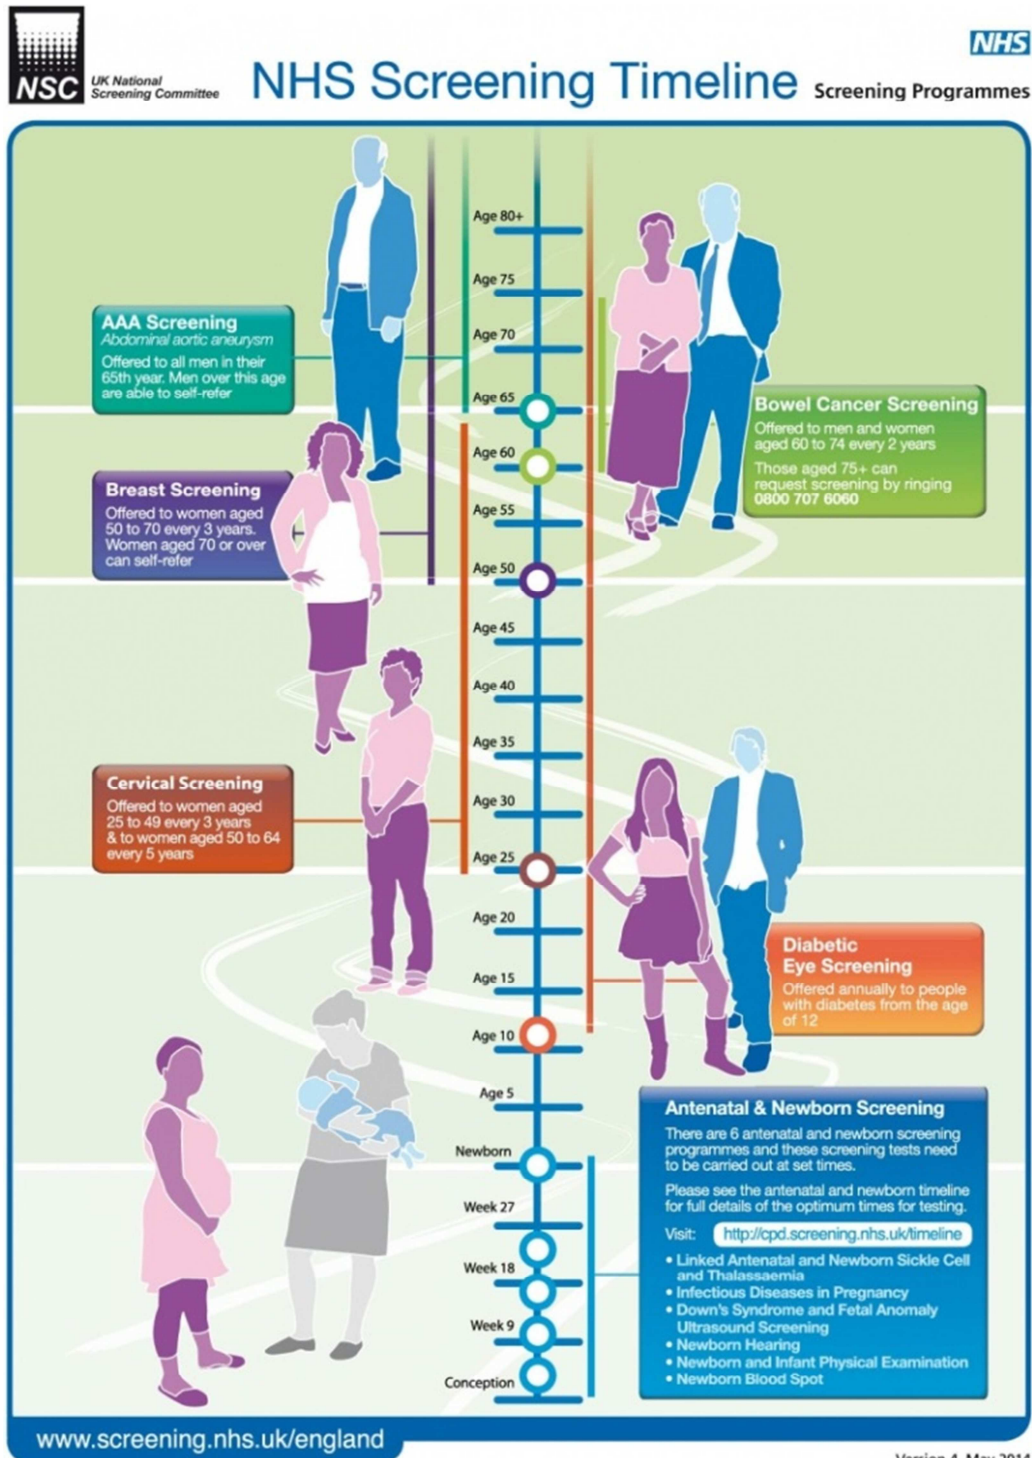 NSC
UK National
Screening Committee
NHS Screening Timeline
NHS
Screening Programmes
Age 80+
Age 75
Age 70
Age 65
Age 60
Age 55
Age 50
Age 45
Age 40
Age 35
Age 30
Age 25
Age 20
Age 15
Age 10
Age 5
Newborn
Week 27
Week 18
Week 9
Conception
AAA Screening
Abdominal aortic aneurysm
Offered to all men in their
65th year. Men over this age
are able to self-refer
Bowel Cancer Screening
Offered to men and women
aged 60 to 74 every 2 years
Those aged 75+ can
request screening by ringing
0800 707 6060
Breast Screening
Offered to women aged
50 to 70 every 3 years.
Women aged 70 or over
can self-refer
Cervical Screening
Offered to women aged
25 to 49 every 3 years
& to women aged 50 to 64
every 5 years
Diabetic
Eye Screening
Offered annually to people
with diabetes from the age
of 12
Antenatal & Newborn Screening
There are 6 antenatal and newborn screening
programmes and these screening tests need
to be carried out at set times.
Please see the antenatal and newborn timeline
for full details of the optimum times for testing.
Visit: http://cpd.screening.nhs.uk/timeline
• Linked Antenatal and Newborn Sickle Cell
and Thalassaemia
• Infectious Diseases in Pregnancy
• Down's Syndrome and Fetal Anomaly
Ultrasound Screening
• Newborn Hearing
• Newborn and Infant Physical Examination
• Newborn Blood Spot
www.screening.nhs.uk/england
Version 4, May 2014